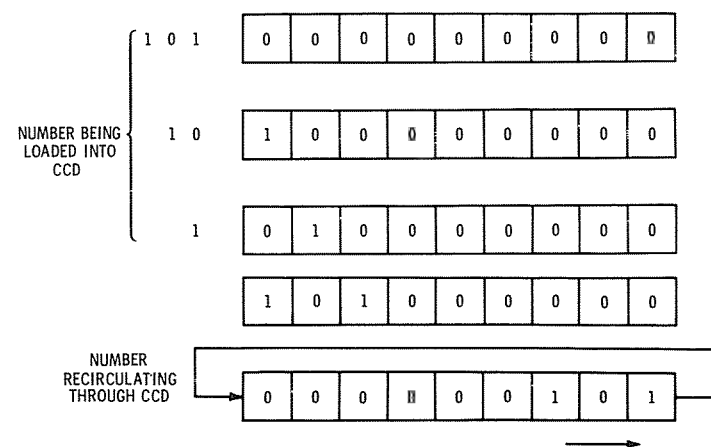 1 0 1 0 0 0 0 0 0 0 0 0
NUMBER BEING
LOADED INTO
CCD
1 0 1 0 0 0 0 0 0 0 0
1 0 1 0 0 0 0 0 0 0
1 0 1 0 0 0 0 0 0
NUMBER
RECIRCULATING
THROUGH CCD
0 0 0 0 0 0 1 0 1